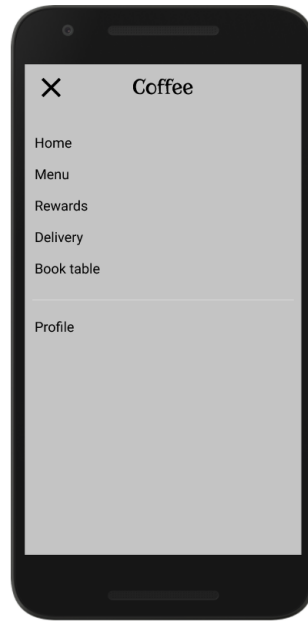 Coffee
Home
Menu
Rewards
Delivery
Book table
Profile